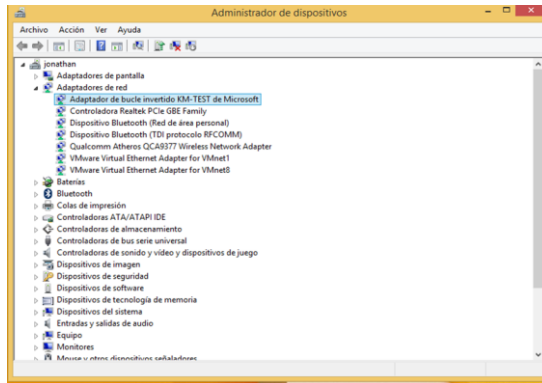 Administrador de dispositivos
Archivo Acción Ver Ayuda
jonathan
Adaptadores de pantalla
Adaptadores de red
Adaptador de bucle invertido KM-TEST de Microsoft
Controladora Realtek PCIe GBE Family
Dispositivo Bluetooth (Red de área personal)
Dispositivo Bluetooth (TDI protocolo RFCOMM)
Qualcomm Atheros QCA9377 Wireless Network Adapter
VMware Virtual Ethernet Adapter for VMnet1
VMware Virtual Ethernet Adapter for VMnet8
Baterías
Bluetooth
Colas de impresión
Controladoras ATA/ATAPI IDE
Controladoras de almacenamiento
Controladoras de bus serie universal
Controladoras de sonido y vídeo y dispositivos de juego
Dispositivos de imagen
Dispositivos de seguridad
Dispositivos de software
Dispositivos de tecnología de memoria
Dispositivos del sistema
Entradas y salidas de audio
Equipo
Monitores
Mouse y otros dispositivos señaladores